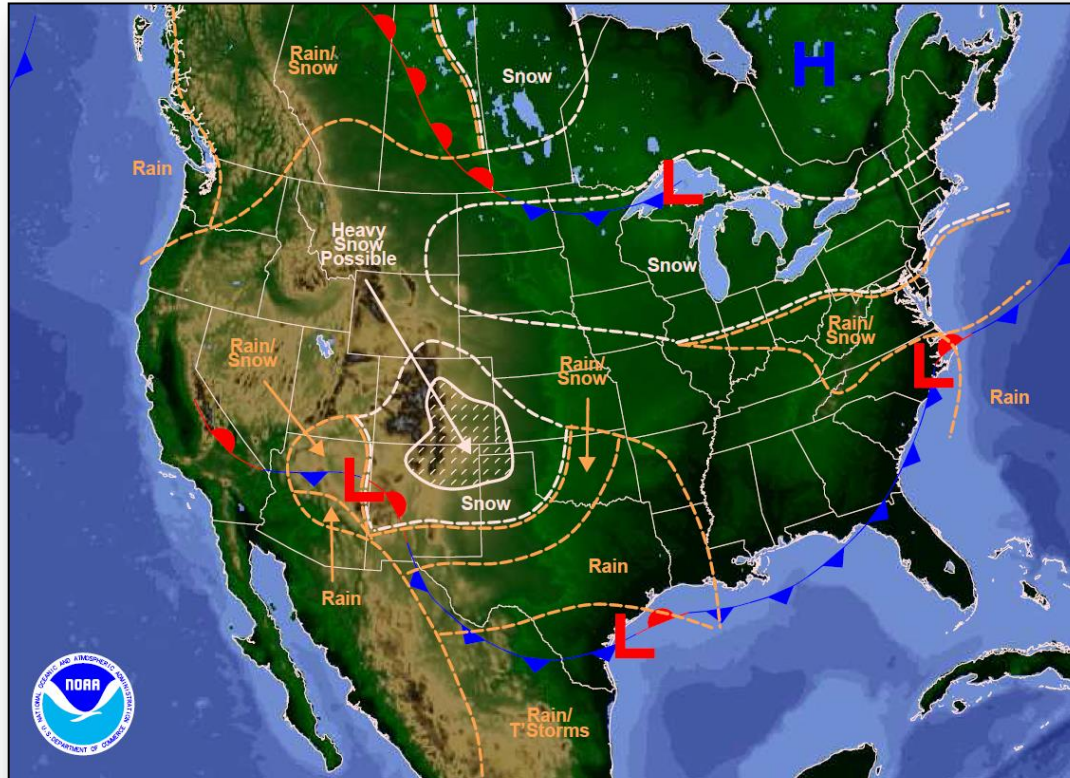 H
Rain/
Snow
Snow
Rain
L
Heavy
Snow
Possible
Snow
Rain/
Snow
Rain/
Snow
Rain/
Snow
L
Rain
L
Snow
Rain
Rain
L
Rain/
T'Storms
NATIONAL OCEANIC AND ATMOSPHERIC ADMINISTRATION
NOAA
U.S. DEPARTMENT OF COMMERCE